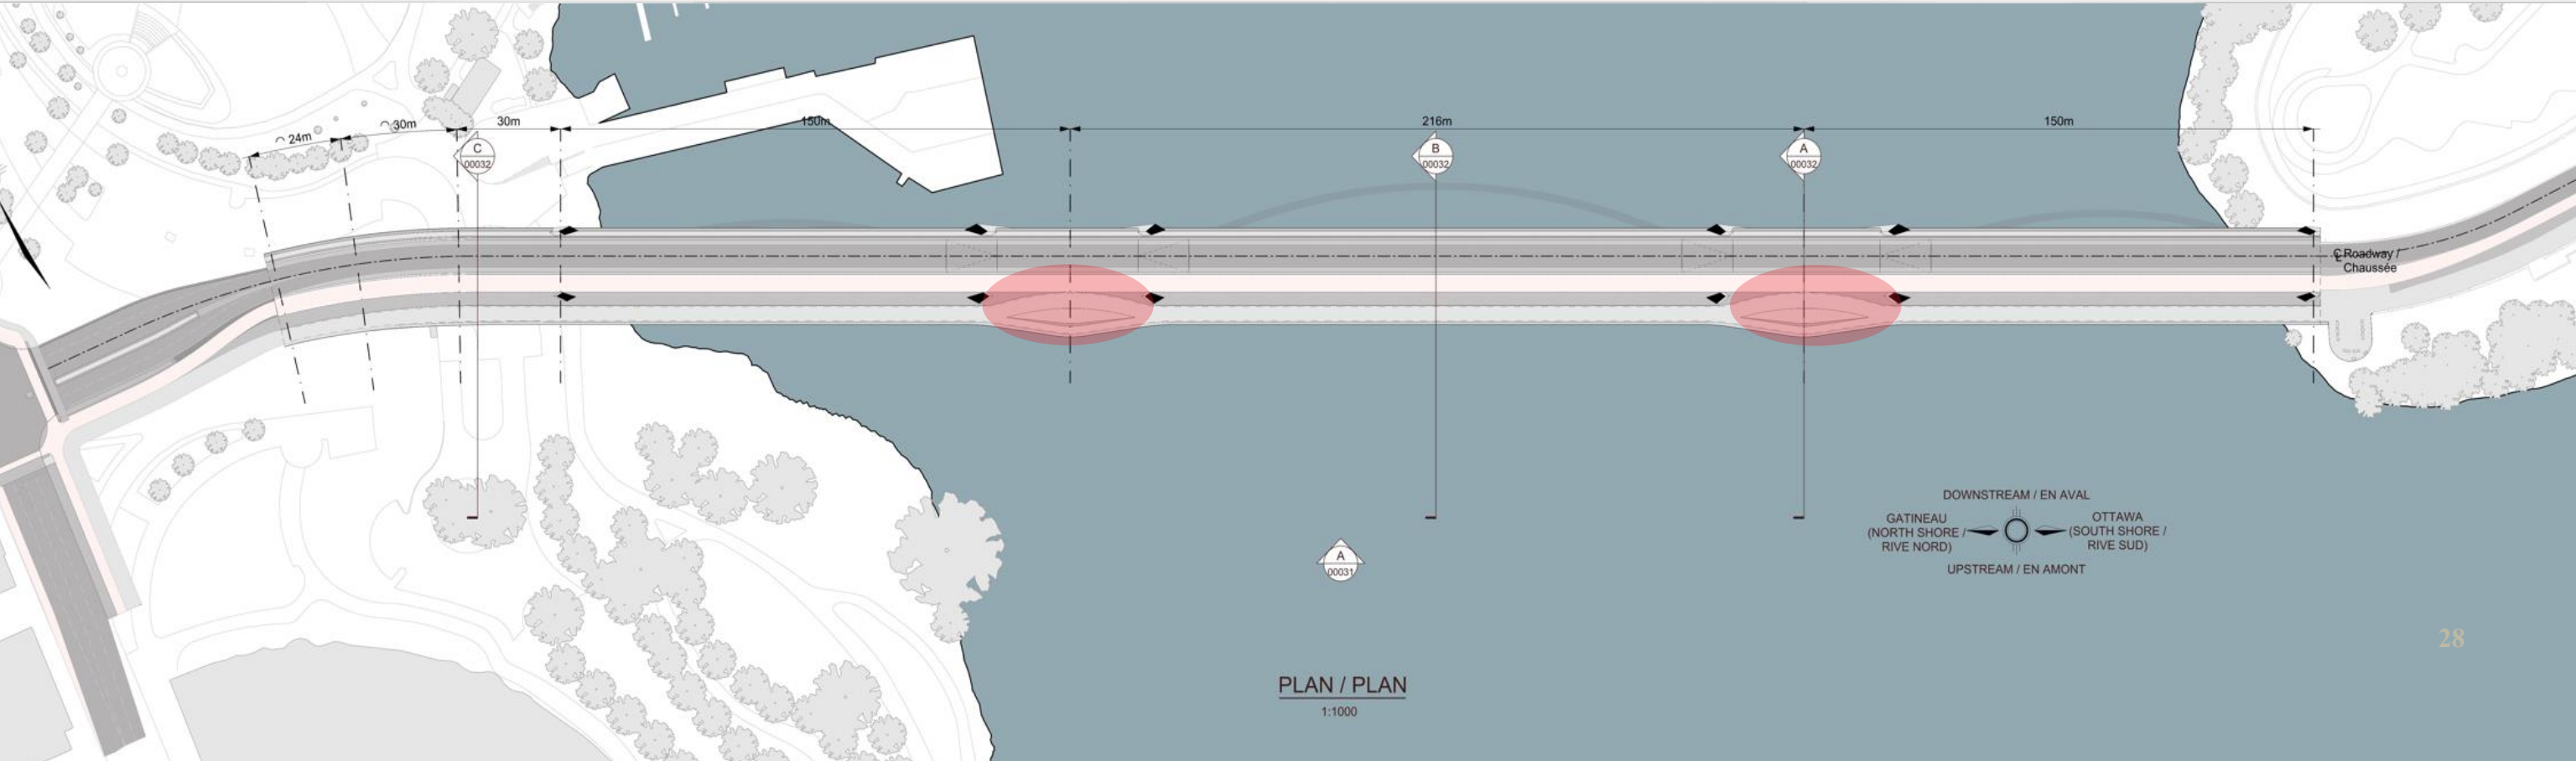 ⌒ 24m
⌒ 30m
30m
150m
216m
150m
C
00032
B
00032
A
00032
℄ Roadway /
Chaussée
DOWNSTREAM / EN AVAL
GATINEAU
(NORTH SHORE /
RIVE NORD)
OTTAWA
(SOUTH SHORE /
RIVE SUD)
UPSTREAM / EN AMONT
A
00031
28
PLAN / PLAN
1:1000